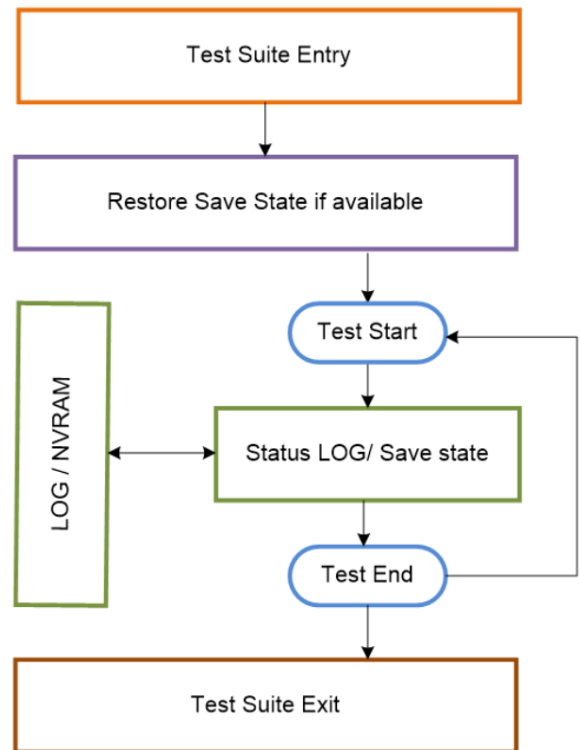 Test Suite Entry
Restore Save State if available
Test Start
LOG / NVRAM
Status LOG/ Save state
Test End
Test Suite Exit